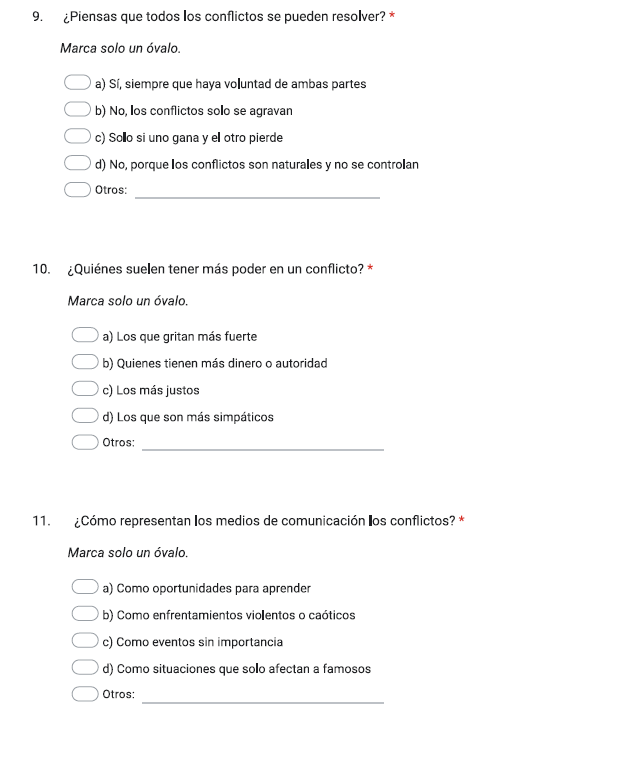 9. ¿Piensas que todos los conflictos se pueden resolver? *
Marca solo un óvalo.
a) Sí, siempre que haya voluntad de ambas partes
b) No, los conflictos solo se agravan
c) Solo si uno gana y el otro pierde
d) No, porque los conflictos son naturales y no se controlan
Otros:
10. ¿Quiénes suelen tener más poder en un conflicto? *
Marca solo un óvalo.
a) Los que gritan más fuerte
b) Quienes tienen más dinero o autoridad
c) Los más justos
d) Los que son más simpáticos
Otros:
11. ¿Cómo representan los medios de comunicación los conflictos? *
Marca solo un óvalo.
a) Como oportunidades para aprender
b) Como enfrentamientos violentos o caóticos
c) Como eventos sin importancia
d) Como situaciones que solo afectan a famosos
Otros: